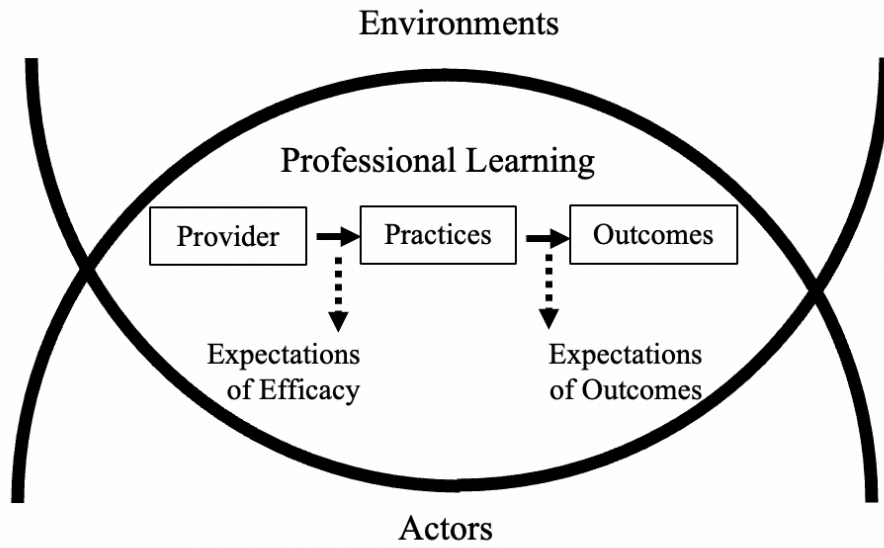 Environments
Professional Learning
Provider
Practices
Outcomes
Expectations
of Efficacy
Expectations
of Outcomes
Actors